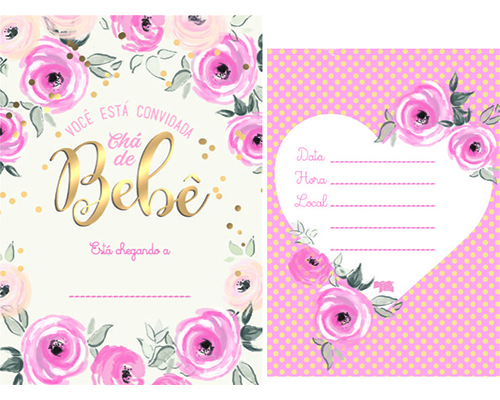 VOCÊ ESTÁ CONVIDADA
Chá
de
Bebê
Está chegando a
Data
Hora
Local